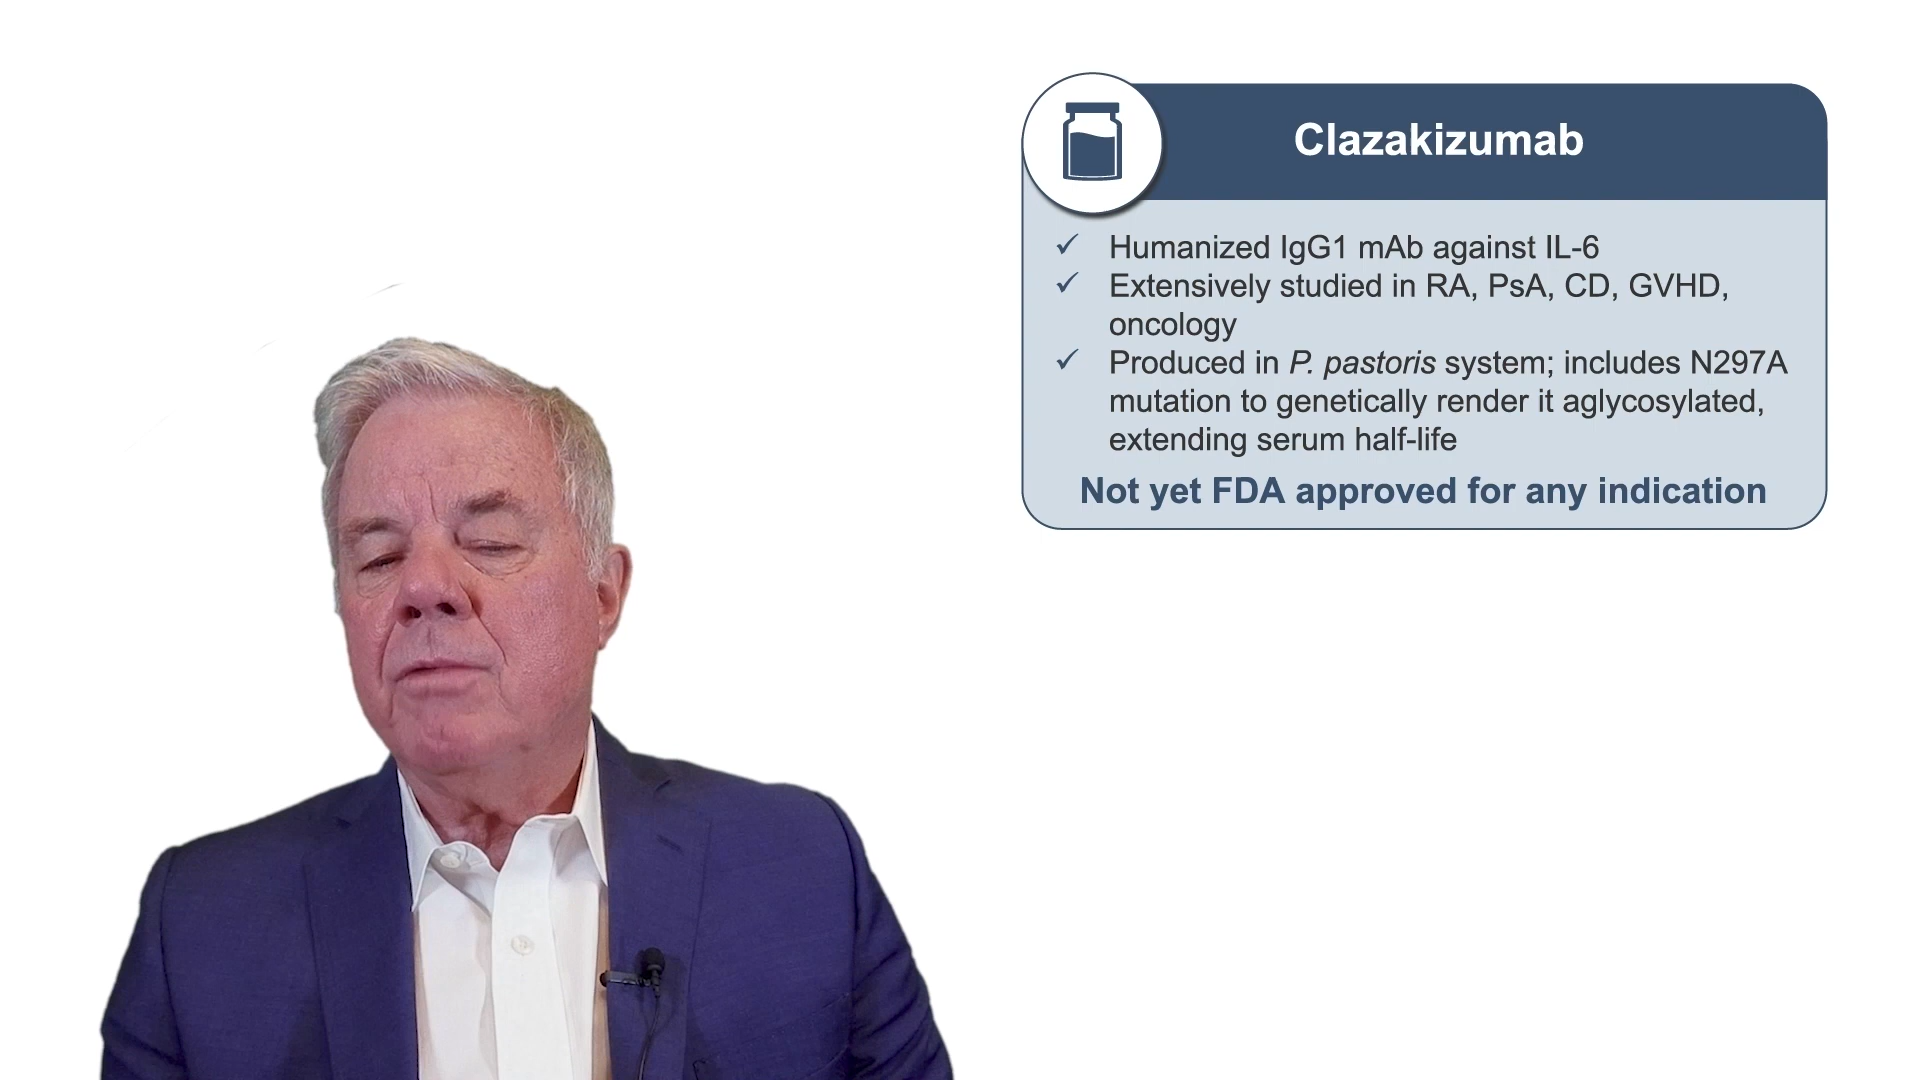 Clazakizumab
✓ Humanized IgG1 mAb against IL-6
✓ Extensively studied in RA, PsA, CD, GVHD,
oncology
✓ Produced in P. pastoris system; includes N297A
mutation to genetically render it aglycosylated,
extending serum half-life
Not yet FDA approved for any indication